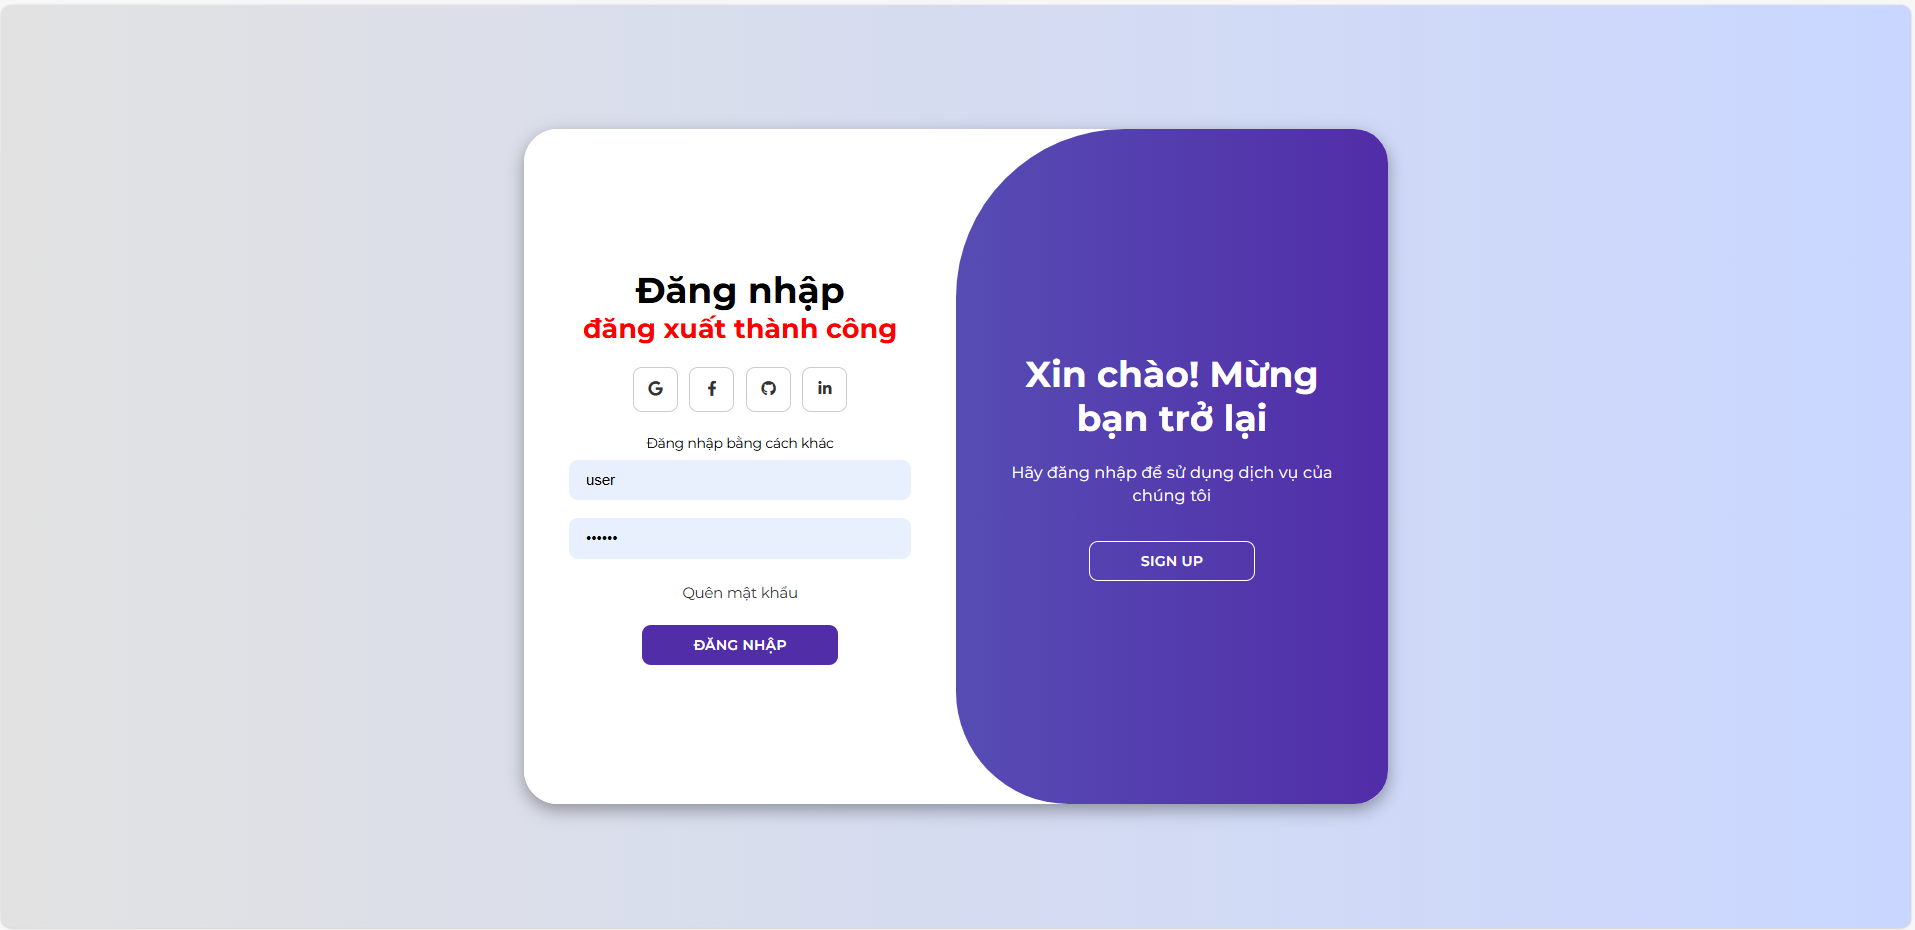 Đăng nhập
đăng xuất thành công
Đăng nhập bằng cách khác
user
••••••
Quên mật khẩu
ĐĂNG NHẬP
Xin chào! Mừng
bạn trở lại
Hãy đăng nhập để sử dụng dịch vụ của
chúng tôi
SIGN UP